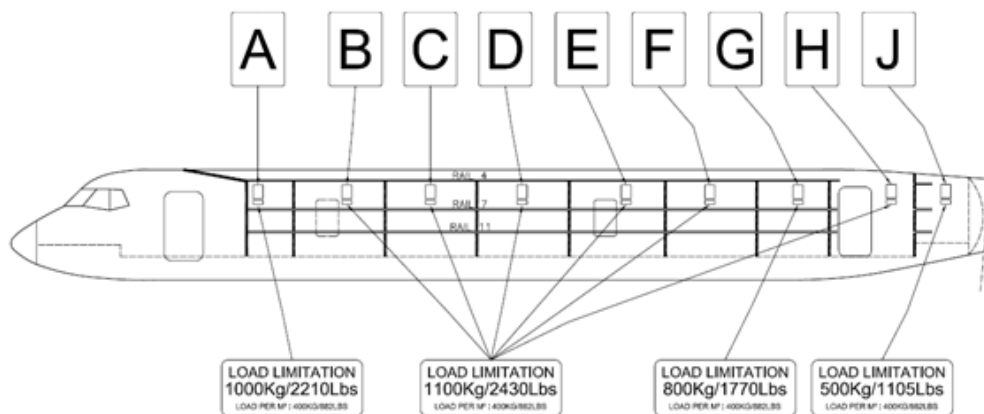 A B C D E F G H J
RAIL 4
RAIL 7
RAIL 11
LOAD LIMITATION
1000Kg/2210Lbs
LOAD PER M² | 400KG/882LBS
LOAD LIMITATION
1100Kg/2430Lbs
LOAD PER M² | 400KG/882LBS
LOAD LIMITATION
800Kg/1770Lbs
LOAD PER M² | 400KG/882LBS
LOAD LIMITATION
500Kg/1105Lbs
LOAD PER M² | 400KG/882LBS